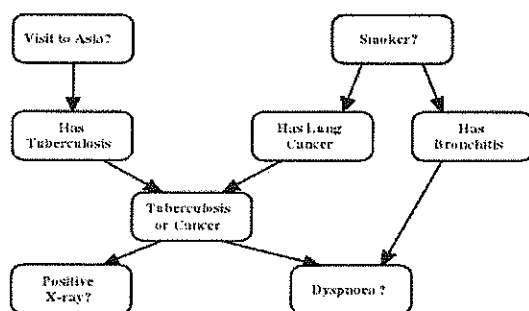 Visit to Asia?
Smoker?
Has
Tuberculosis
Has Lung
Cancer
Has
Bronchitis
Tuberculosis
or Cancer
Positive
X-ray?
Dyspnoea ?